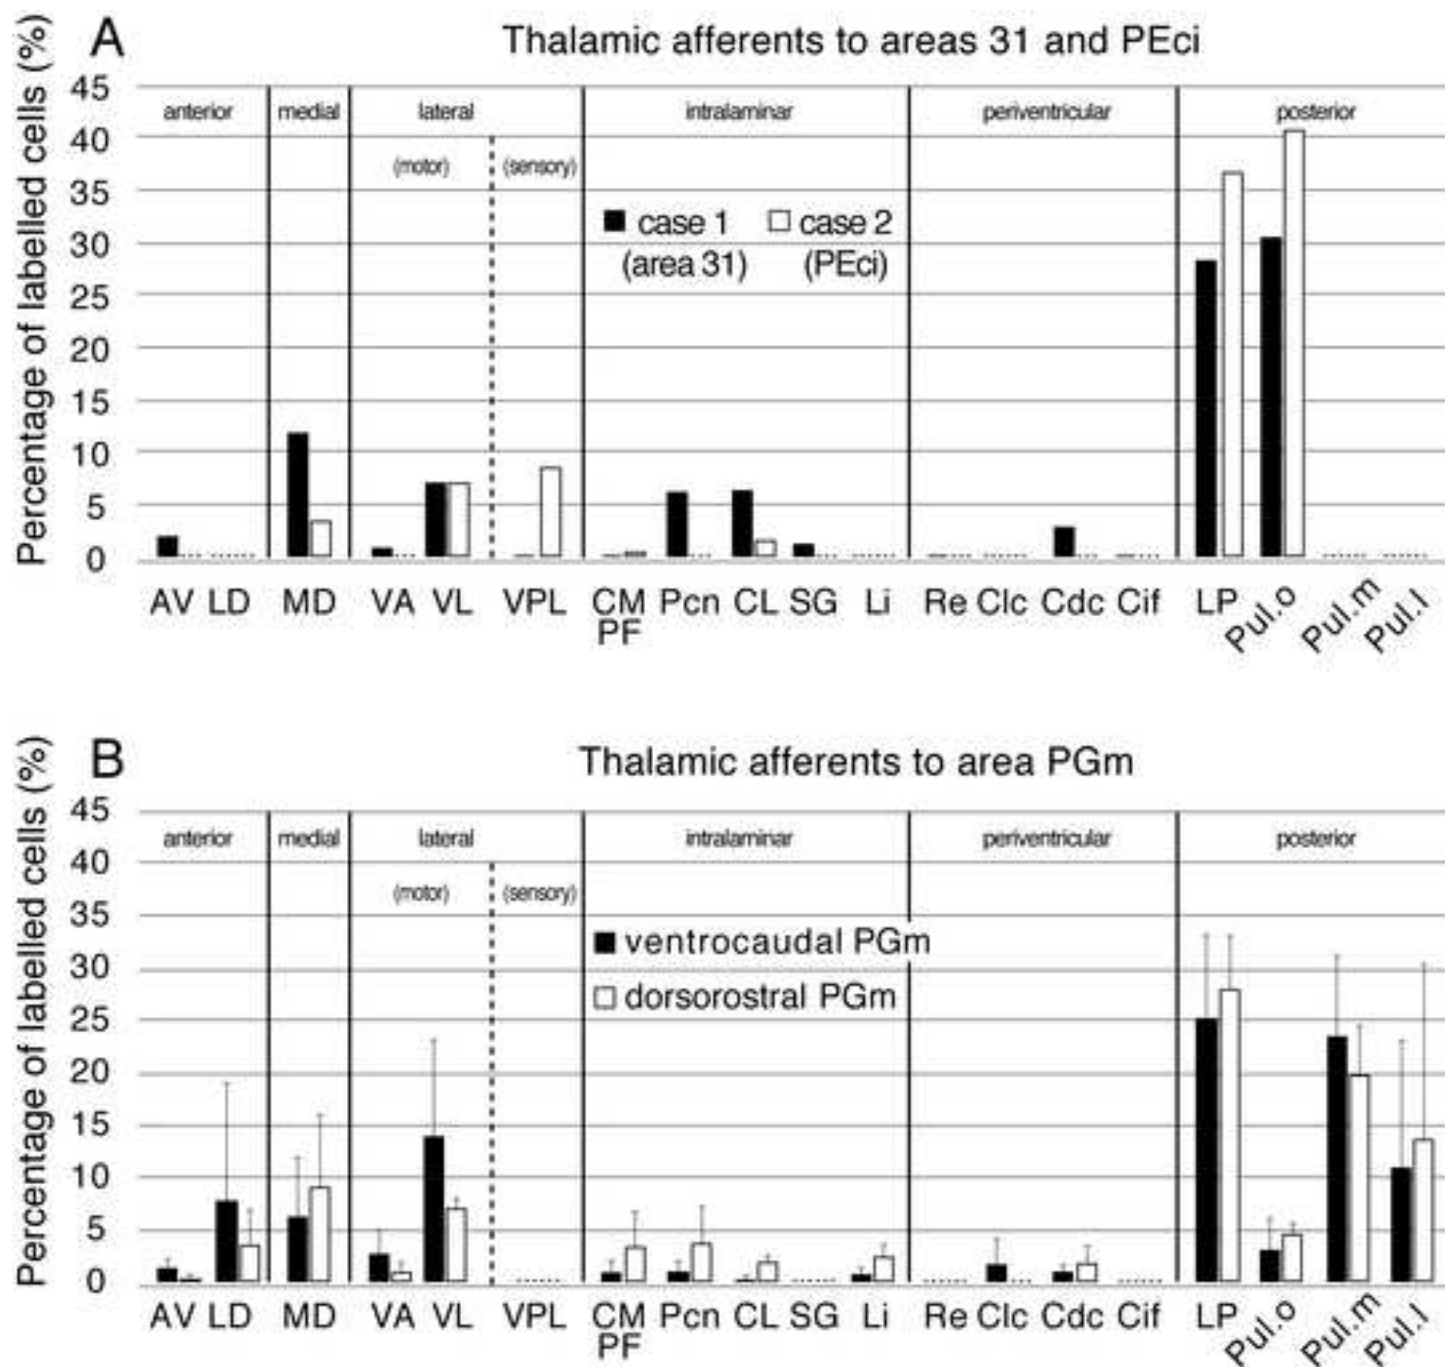 A
Thalamic afferents to areas 31 and PEci
Percentage of labelled cells (%)
45
40
35
30
25
20
15
10
5
0
anterior medial lateral intralaminar periventricular posterior
(motor) (sensory)
case 1 case 2
(area 31) (PEci)
AV LD MD VA VL VPL CM Pcn CL SG Li Re Clc Cdc Cif LP Pul.o Pul.m Pul.l
PF
B
Thalamic afferents to area PGm
Percentage of labelled cells (%)
45
40
35
30
25
20
15
10
5
0
anterior medial lateral intralaminar periventricular posterior
(motor) (sensory)
ventrocaudal PGm
dorsorostral PGm
AV LD MD VA VL VPL CM Pcn CL SG Li Re Clc Cdc Cif LP Pul.o Pul.m Pul.l
PF